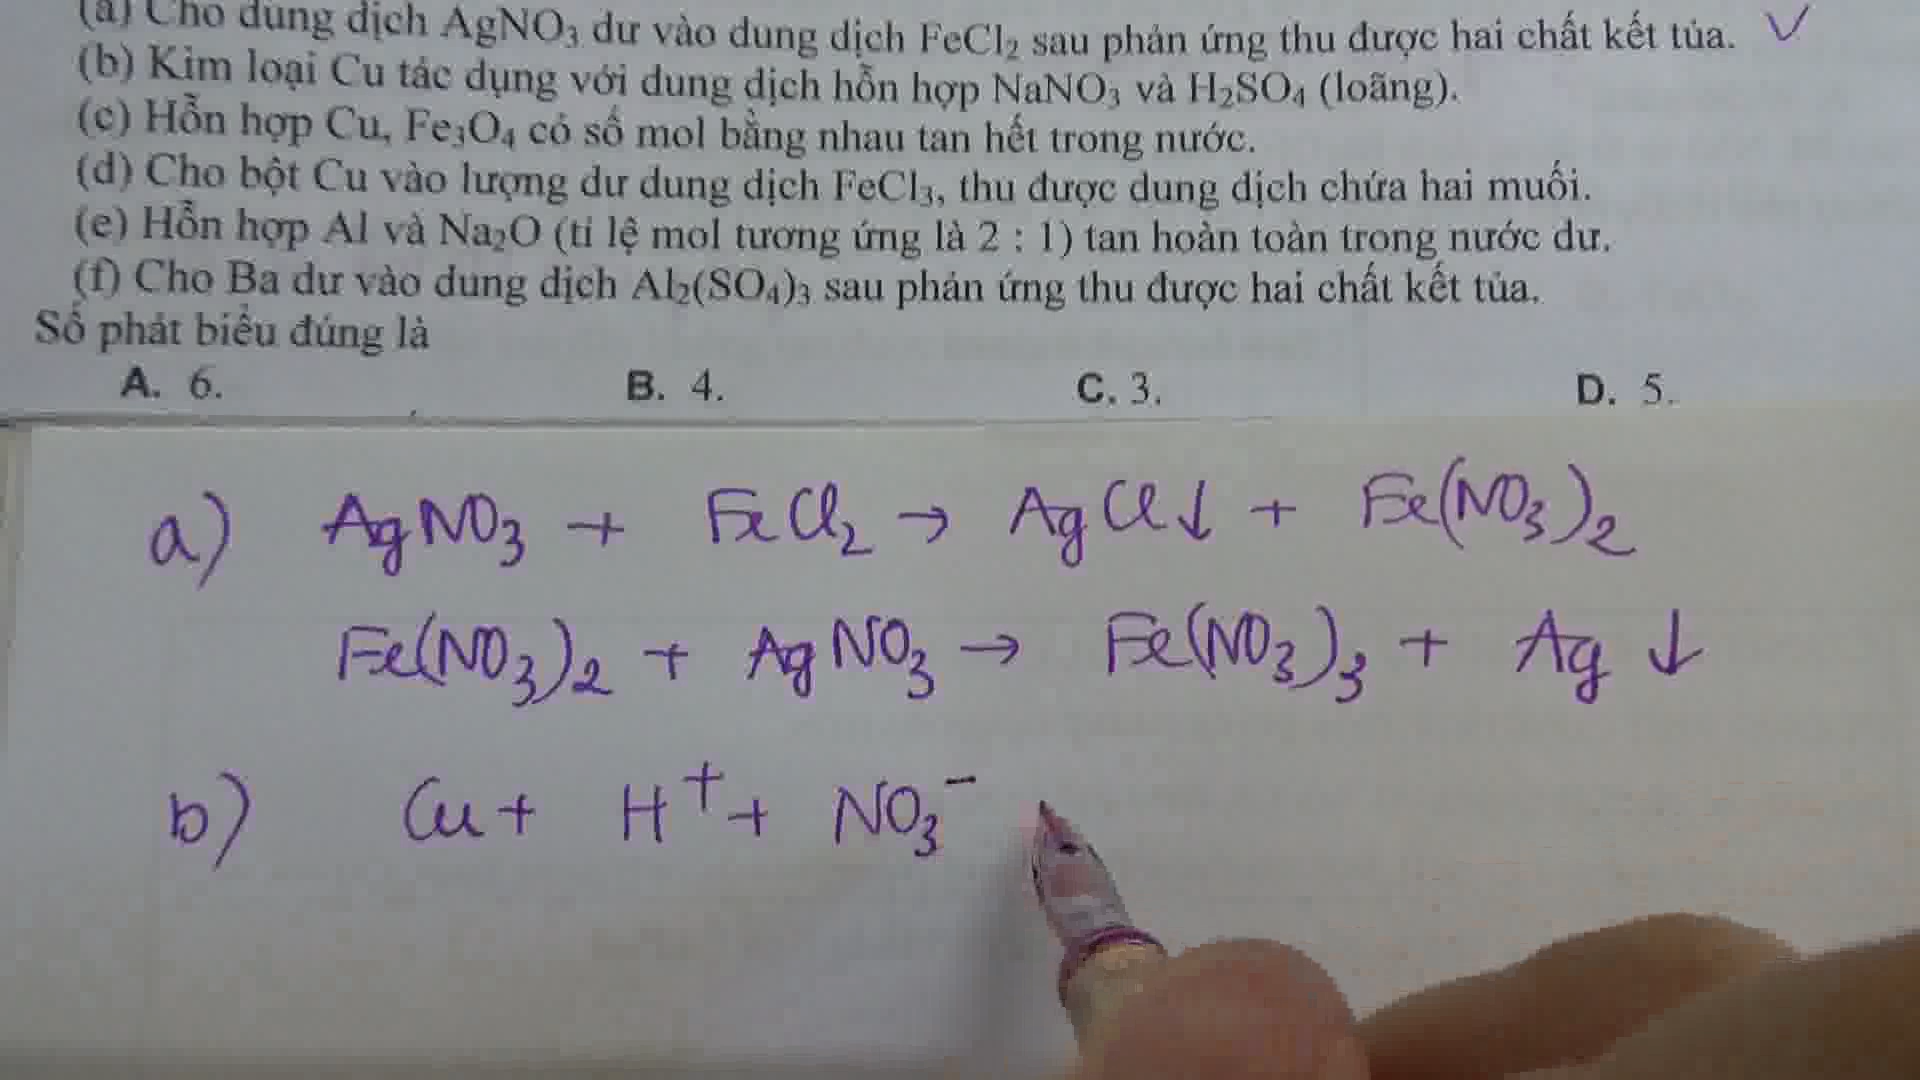 (a) Cho dung dịch AgNO₃ dư vào dung dịch FeCl₂ sau phản ứng thu được hai chất kết tủa. ✓
(b) Kim loại Cu tác dụng với dung dịch hỗn hợp NaNO₃ và H₂SO₄ (loãng).
(c) Hỗn hợp Cu, Fe₃O₄ có số mol bằng nhau tan hết trong nước.
(d) Cho bột Cu vào lượng dư dung dịch FeCl₃, thu được dung dịch chứa hai muối.
(e) Hỗn hợp Al và Na₂O (tỉ lệ mol tương ứng là 2 : 1) tan hoàn toàn trong nước dư.
(f) Cho Ba dư vào dung dịch Al₂(SO₄)₃ sau phản ứng thu được hai chất kết tủa.
Số phát biểu đúng là
A. 6. B. 4. C. 3. D. 5.
a) AgNO₃ + FeCl₂ → AgCl↓ + Fe(NO₃)₂
Fe(NO₃)₂ + AgNO₃ → Fe(NO₃)₃ + Ag ↓
b) Cu + H⁺ + NO₃⁻